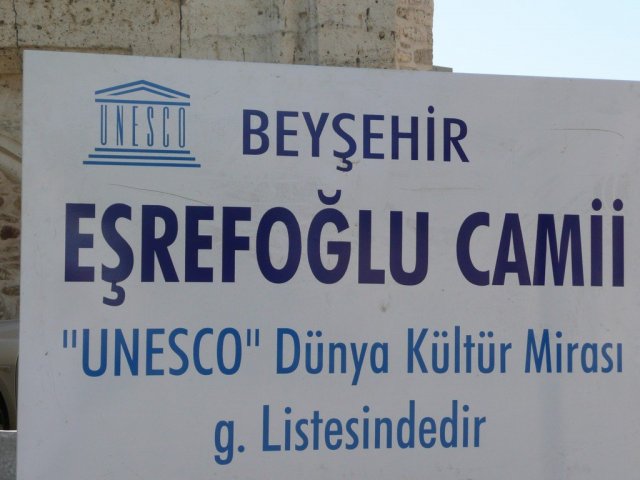 UNESCO
BEYŞEHİR
EŞREFOĞLU CAMİİ
"UNESCO" Dünya Kültür Mirası
g. Listesindedir